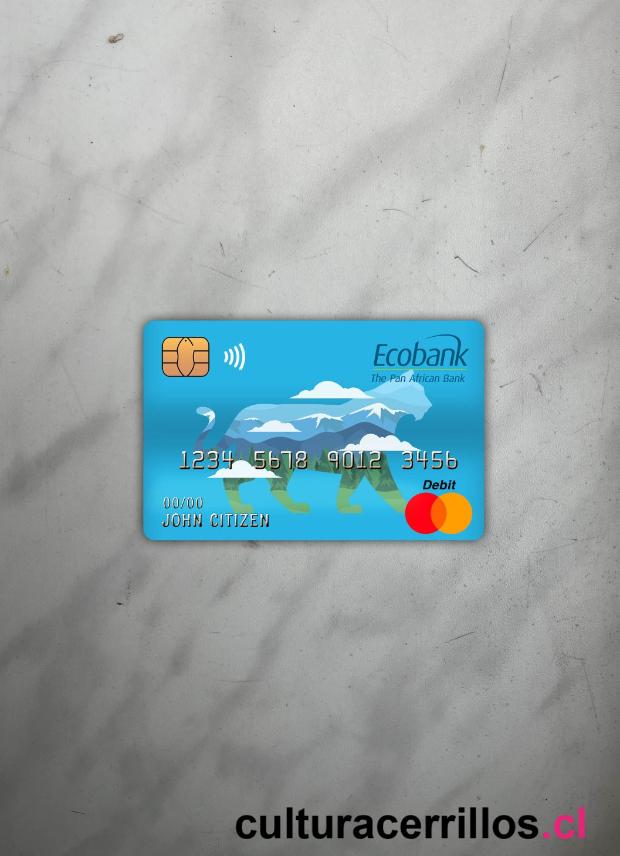 Ecobank
The Pan African Bank
1234 5678 9012 3456
Debit
00/00
JOHN CITIZEN
culturacerrillos.cl